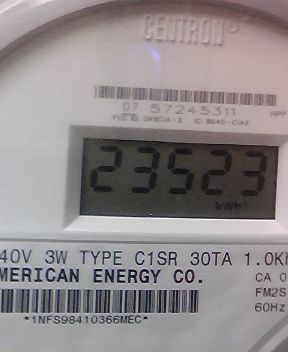 CENTRON®
07 57245311
23523
kWh
40V 3W TYPE C1SR 30TA 1.0Kh
MERICAN ENERGY CO.
CA 0
FM2S
60Hz
*1NFS98410366MEC*